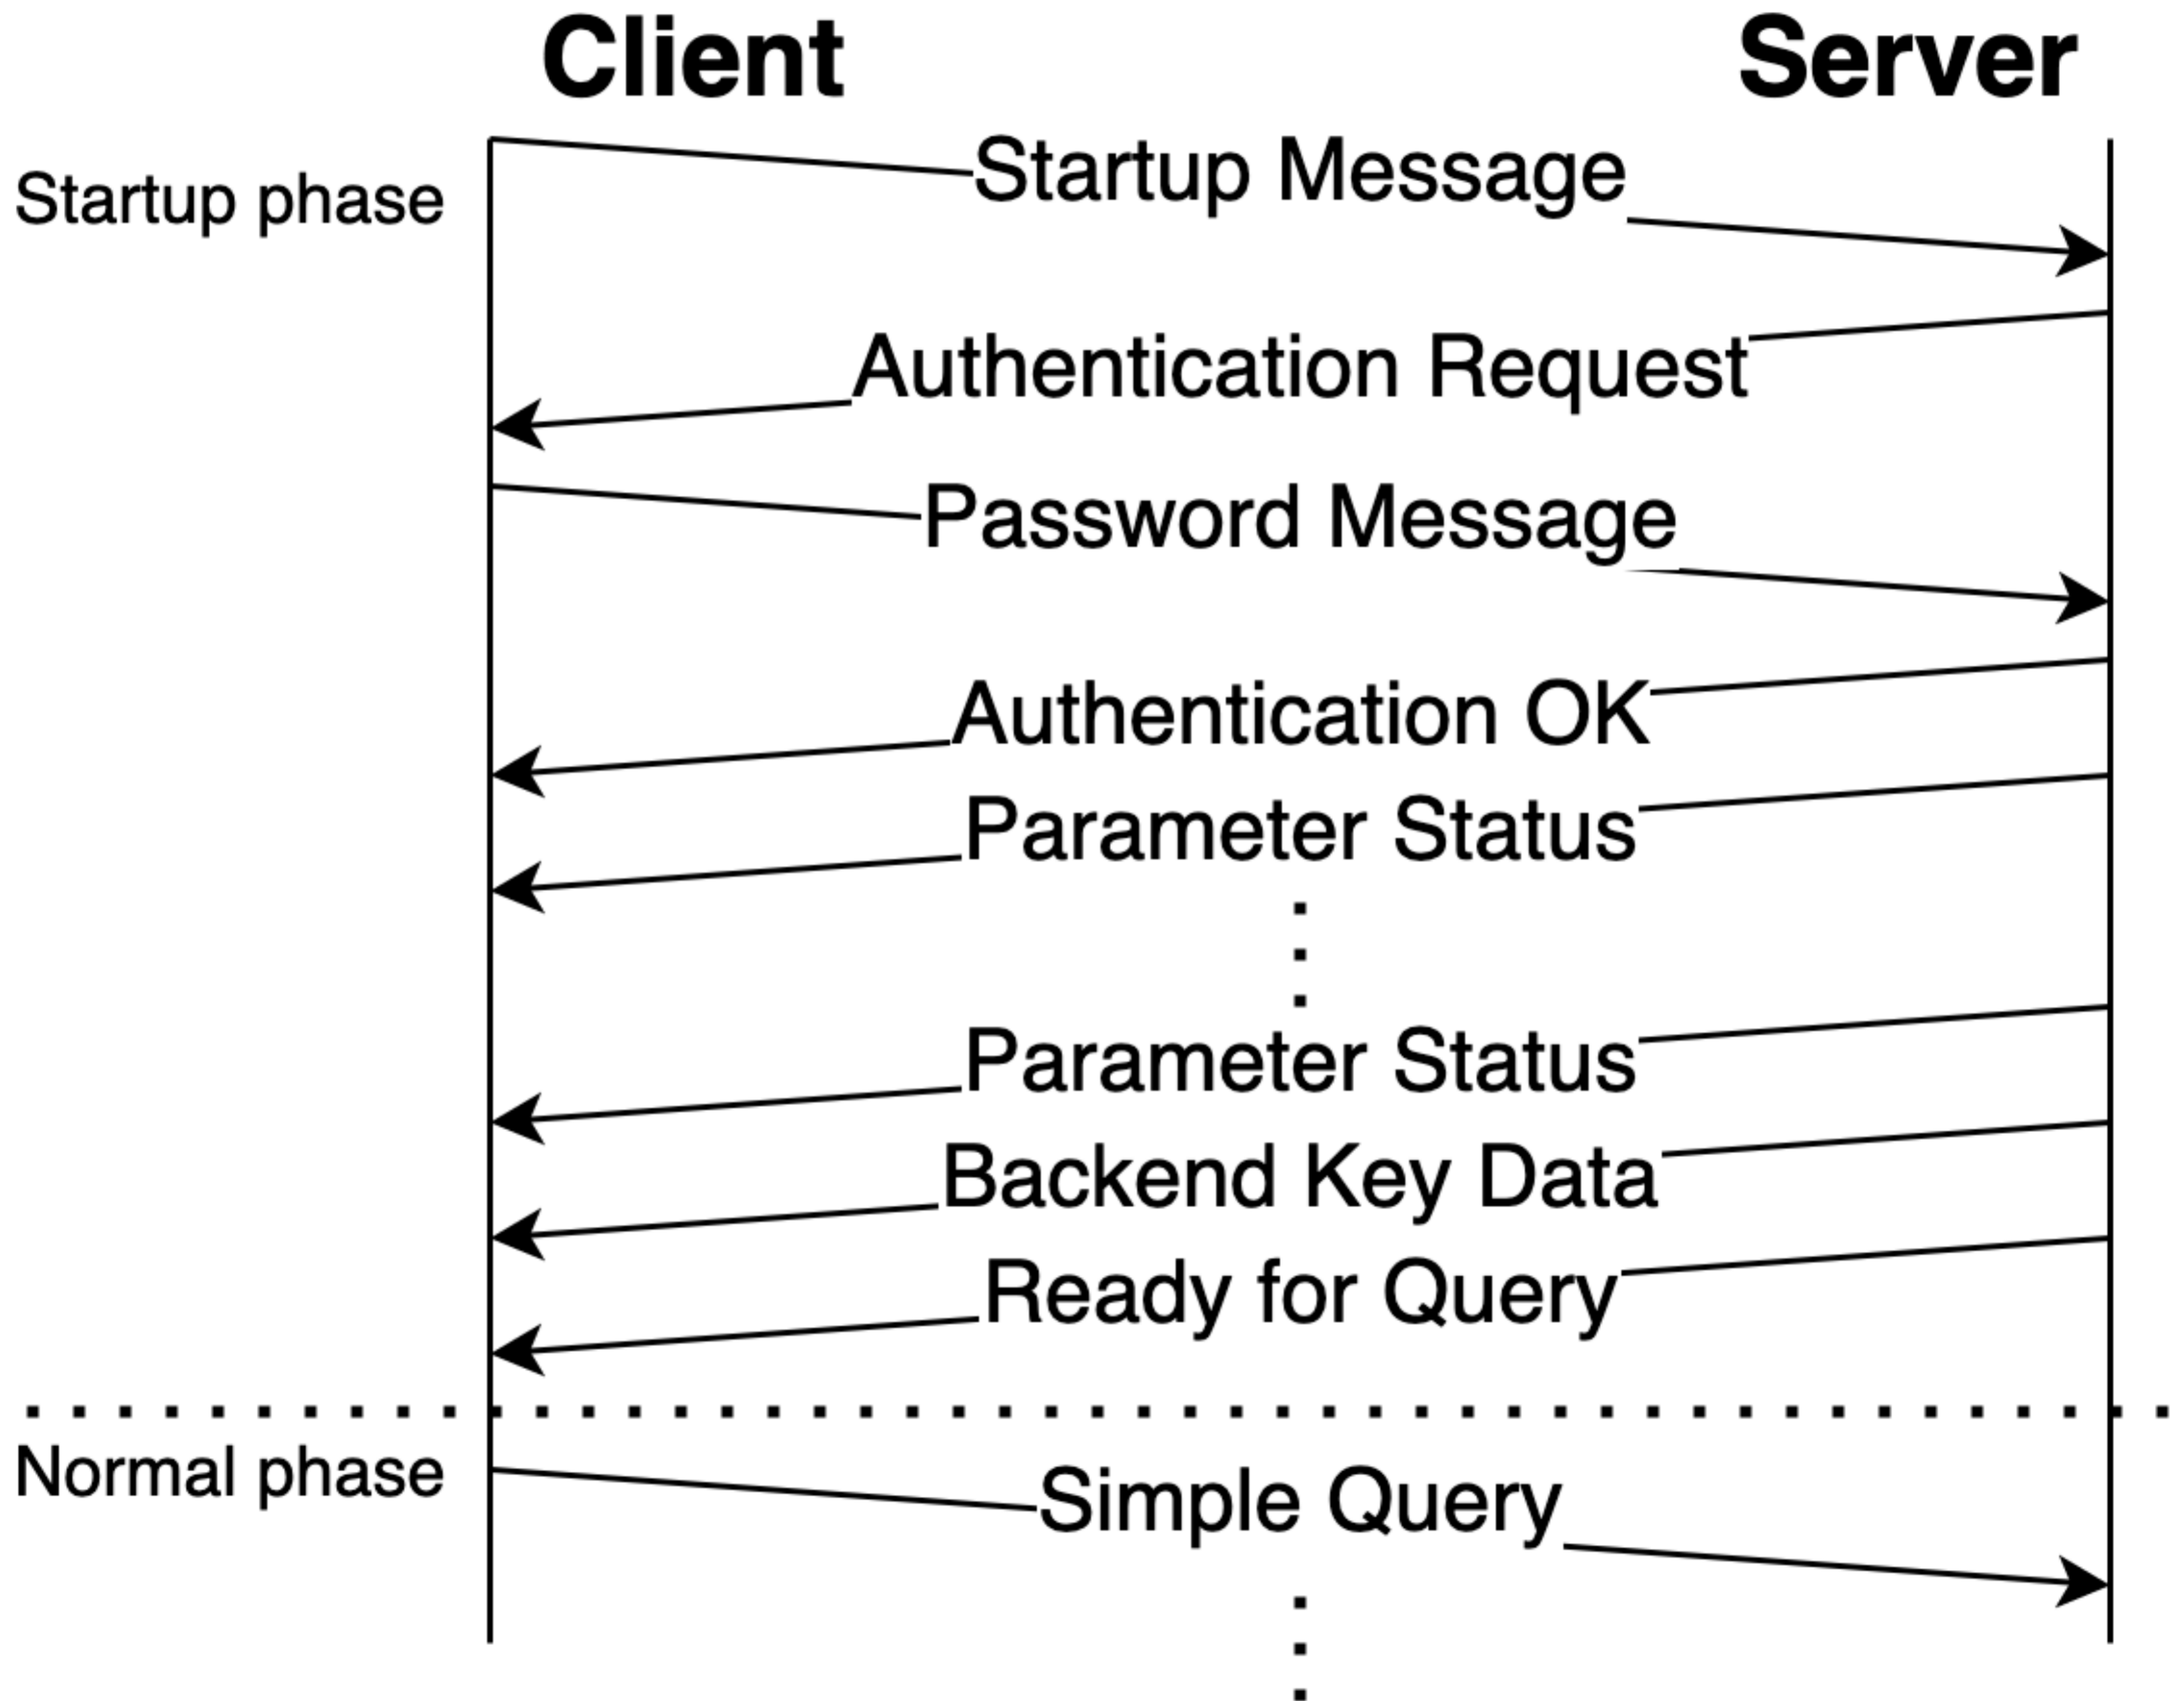 Client
Server
Startup phase
Startup Message
Authentication Request
Password Message
Authentication OK
Parameter Status
Parameter Status
Backend Key Data
Ready for Query
Normal phase
Simple Query